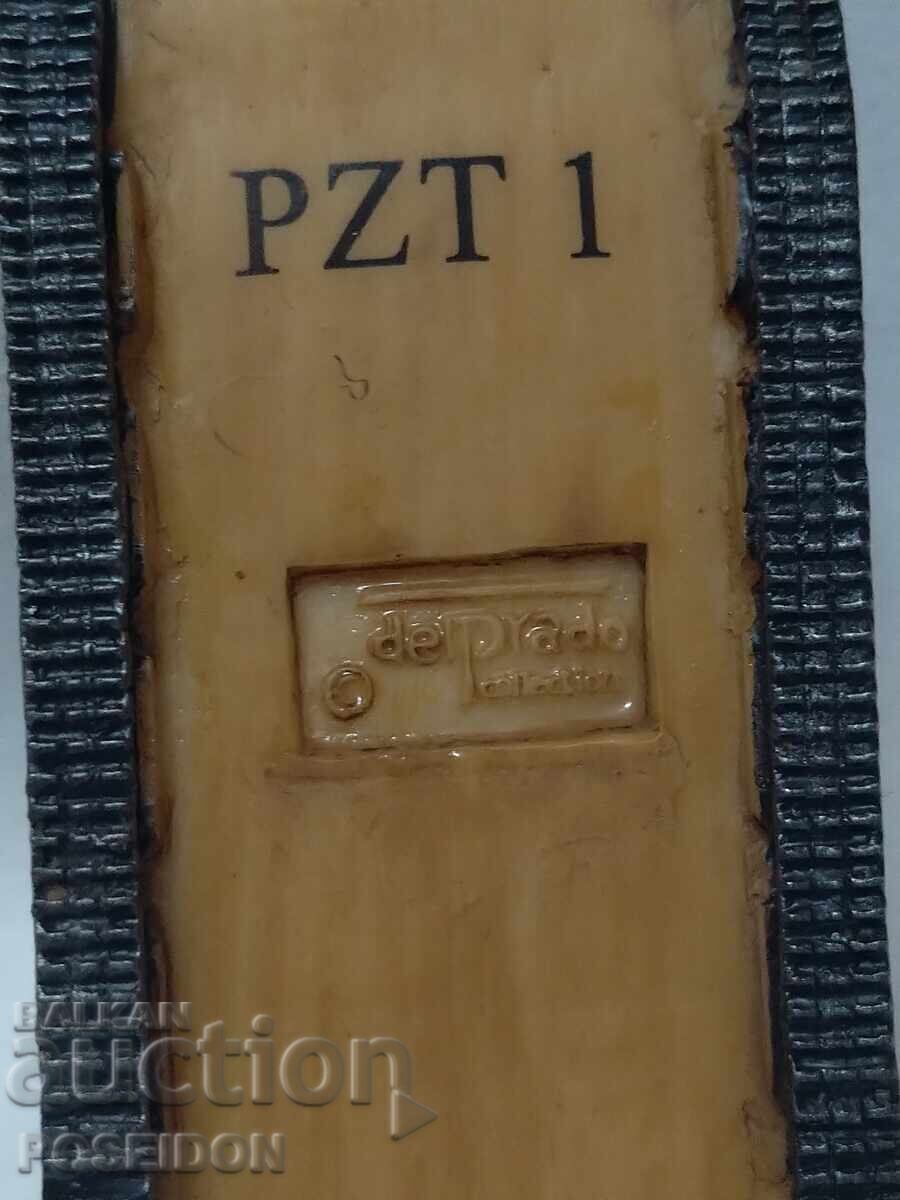 PZT 1
delprado
© collection
BALKAN
auction
POSEIDON